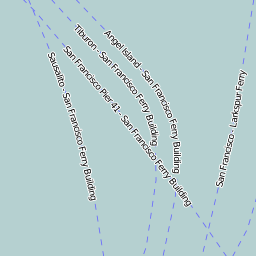 Angel Island - San Francisco Ferry Building
Tiburon - San Francisco Ferry Building
San Francisco Pier 41 - San Francisco Ferry Building
Sausalito - San Francisco Ferry Building
San Francisco - Larkspur Ferry